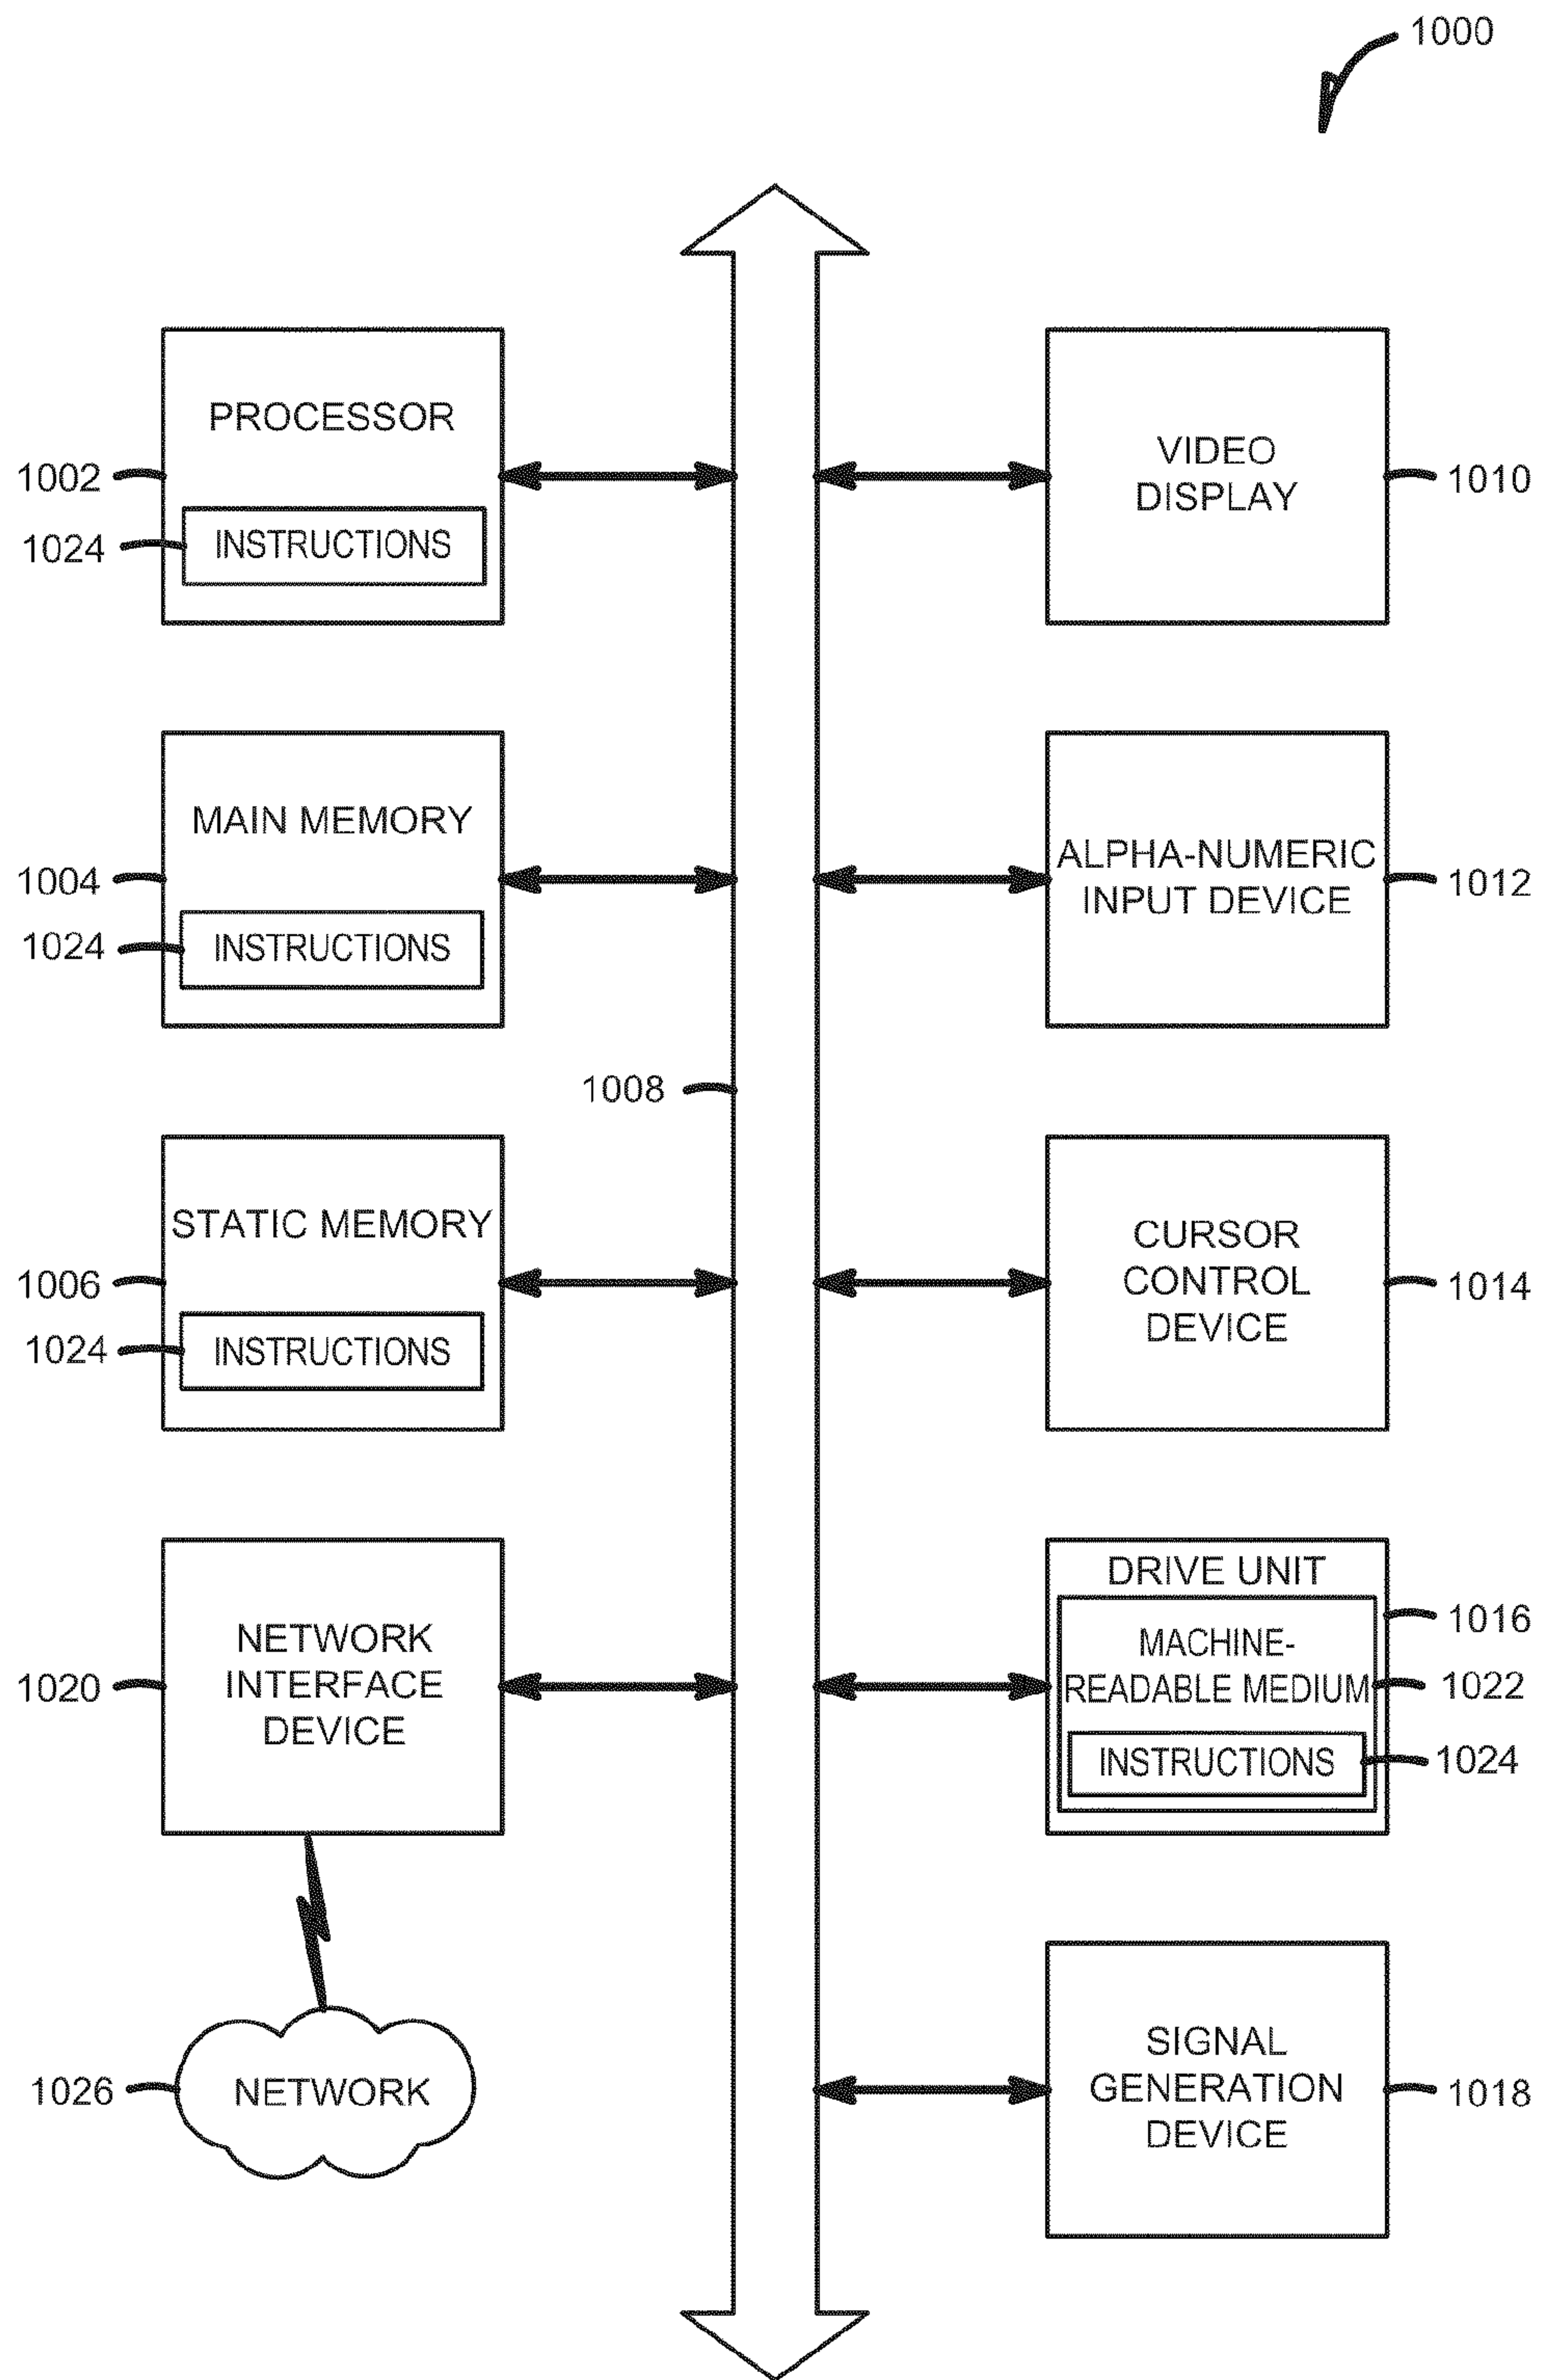 1000
PROCESSOR
1002
1024
INSTRUCTIONS
VIDEO
DISPLAY
1010
MAIN MEMORY
1004
1024
INSTRUCTIONS
ALPHA-NUMERIC
INPUT DEVICE
1012
1008
STATIC MEMORY
1006
1024
INSTRUCTIONS
CURSOR
CONTROL
DEVICE
1014
NETWORK
INTERFACE
DEVICE
1020
DRIVE UNIT
1016
MACHINE-
READABLE MEDIUM
1022
INSTRUCTIONS
1024
1026
NETWORK
SIGNAL
GENERATION
DEVICE
1018